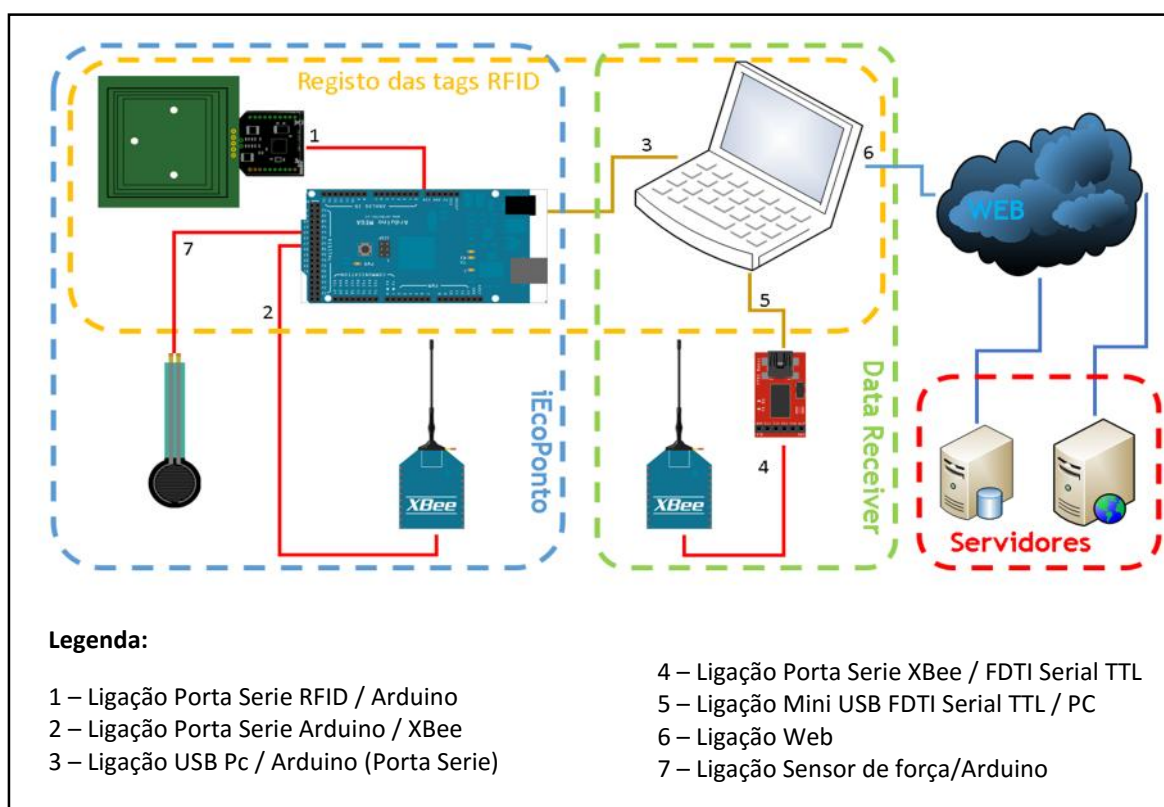 Registo das tags RFID
1
3
6
WEB
7
2
5
iEcoPonto
Data Receiver
4
XBee
XBee
Servidores
Legenda:
1 – Ligação Porta Serie RFID / Arduino
2 – Ligação Porta Serie Arduino / XBee
3 – Ligação USB Pc / Arduino (Porta Serie)
4 – Ligação Porta Serie XBee / FDTI Serial TTL
5 – Ligação Mini USB FDTI Serial TTL / PC
6 – Ligação Web
7 – Ligação Sensor de força/Arduino